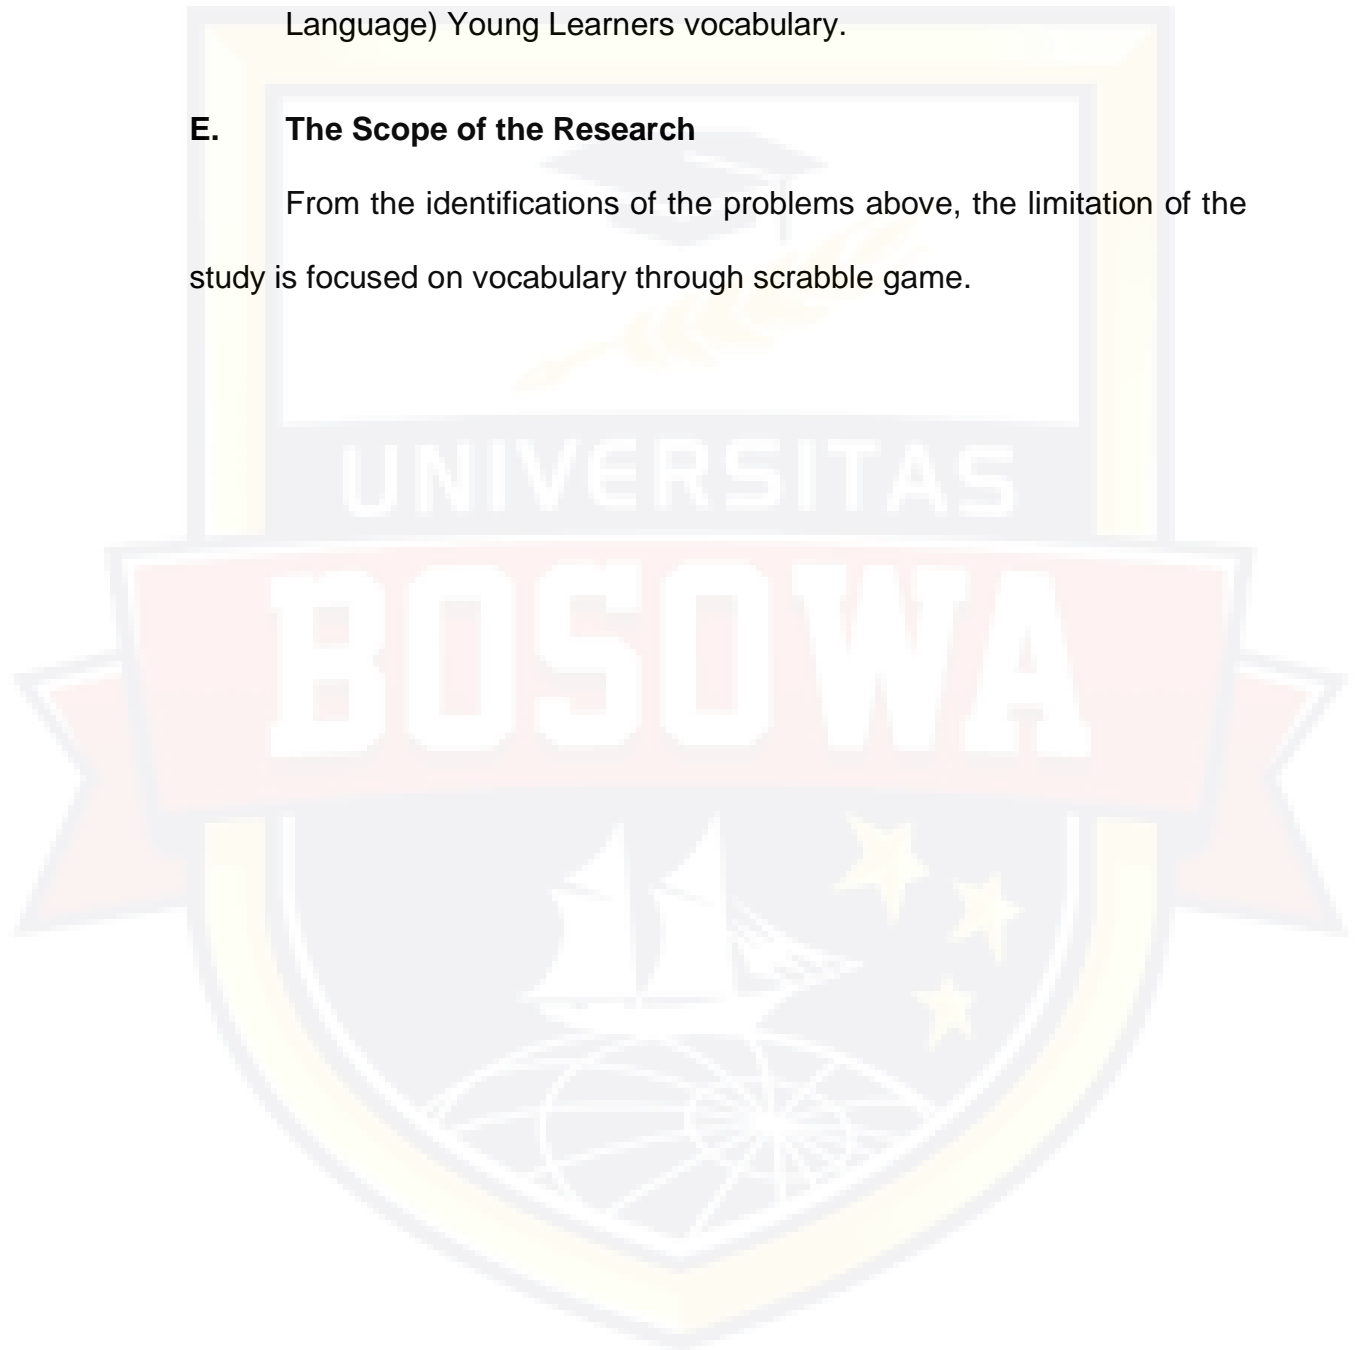 Language) Young Learners vocabulary.
E. The Scope of the Research
From the identifications of the problems above, the limitation of the
study is focused on vocabulary through scrabble game.
UNIVERSITAS
BOSOWA